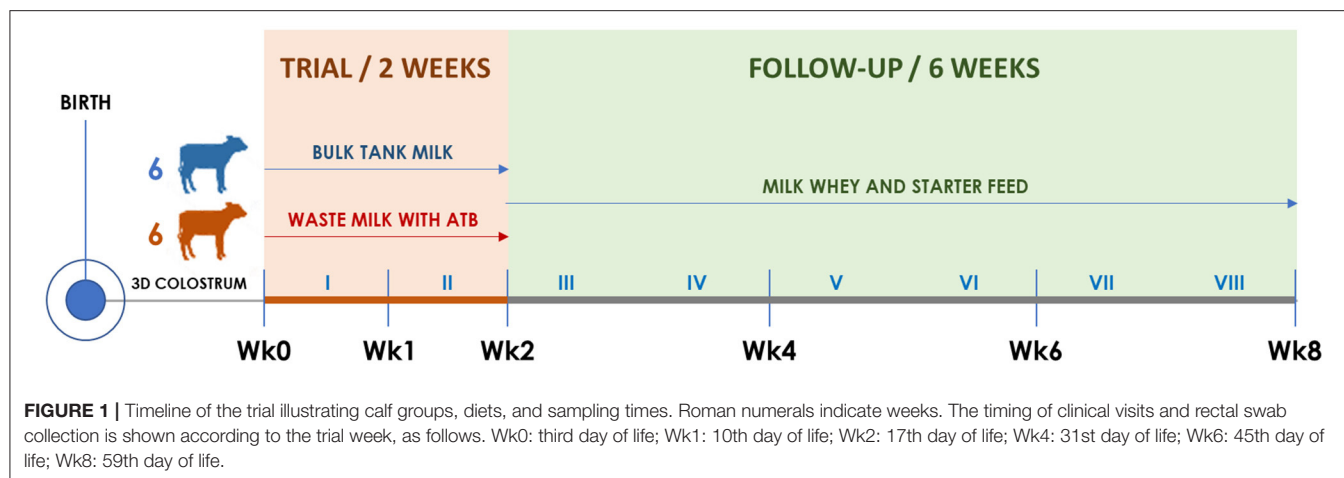 TRIAL / 2 WEEKS
FOLLOW-UP / 6 WEEKS
BIRTH
6
BULK TANK MILK
MILK WHEY AND STARTER FEED
6
WASTE MILK WITH ATB
3D COLOSTRUM
I II III IV V VI VII VIII
Wk0 Wk1 Wk2 Wk4 Wk6 Wk8
FIGURE 1 | Timeline of the trial illustrating calf groups, diets, and sampling times. Roman numerals indicate weeks. The timing of clinical visits and rectal swab
collection is shown according to the trial week, as follows. Wk0: third day of life; Wk1: 10th day of life; Wk2: 17th day of life; Wk4: 31st day of life; Wk6: 45th day of
life; Wk8: 59th day of life.